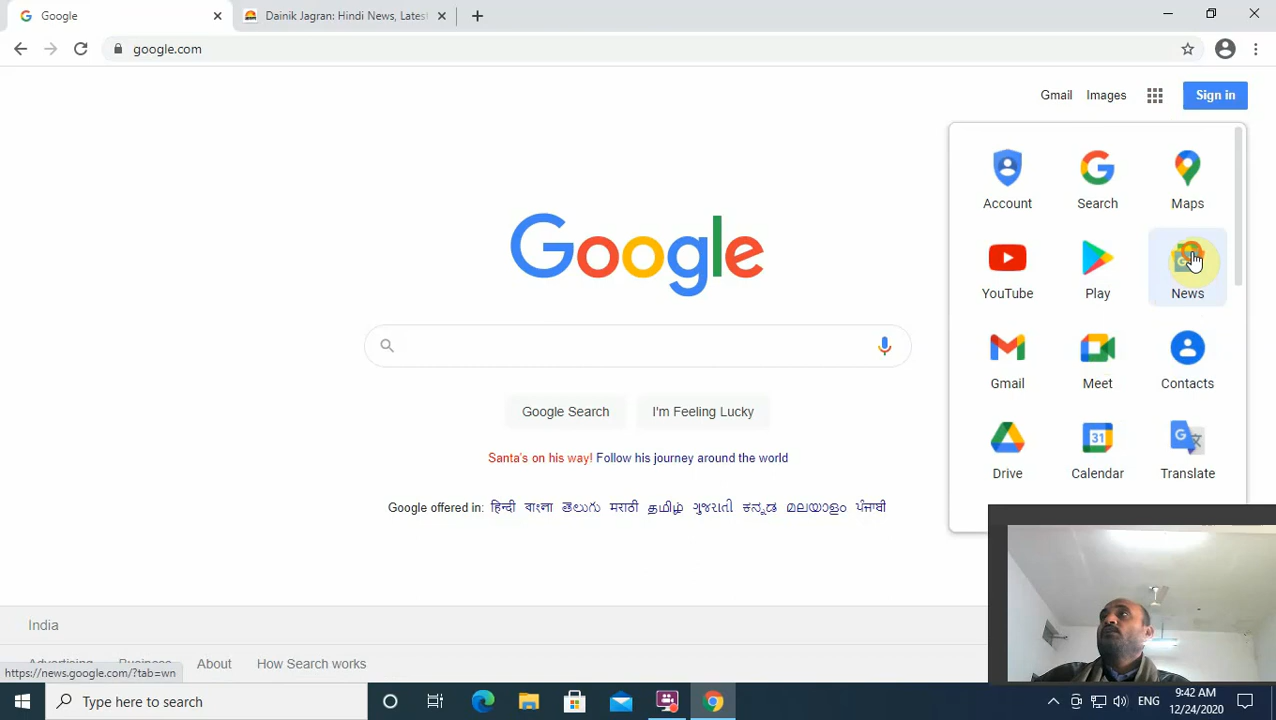 Google
Dainik Jagran: Hindi News, Latest
google.com
Gmail Images Sign in
Account Search Maps
YouTube Play News
Gmail Meet Contacts
Drive 31 Calendar Translate
Google
Google Search I'm Feeling Lucky
Santa's on his way! Follow his journey around the world
Google offered in: हिन्दी বাংলা తెలుగు मराठी தமிழ் ગુજરાતી ಕನ್ನಡ മലയാളം ਪੰਜਾਬੀ
India
Advertising Business About How Search works
https://news.google.com/?tab=wn
Type here to search
ENG
9:42 AM
12/24/2020